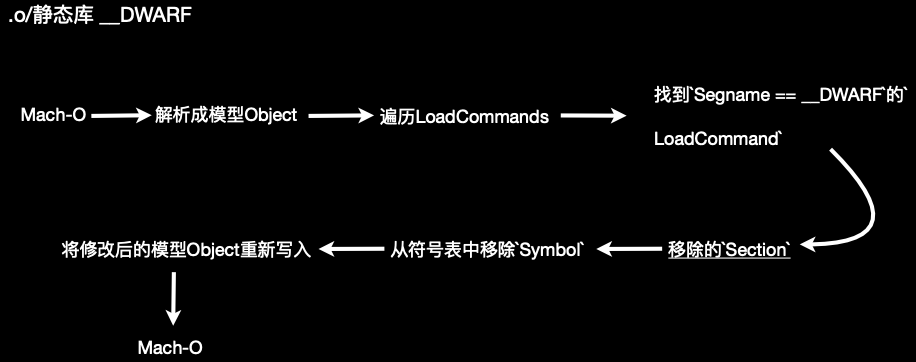 .o/静态库 __DWARF
Mach-O
解析成模型Object
遍历LoadCommands
找到`Segname == __DWARF`的`
LoadCommand`
移除的`Section`
从符号表中移除`Symbol`
将修改后的模型Object重新写入
Mach-O